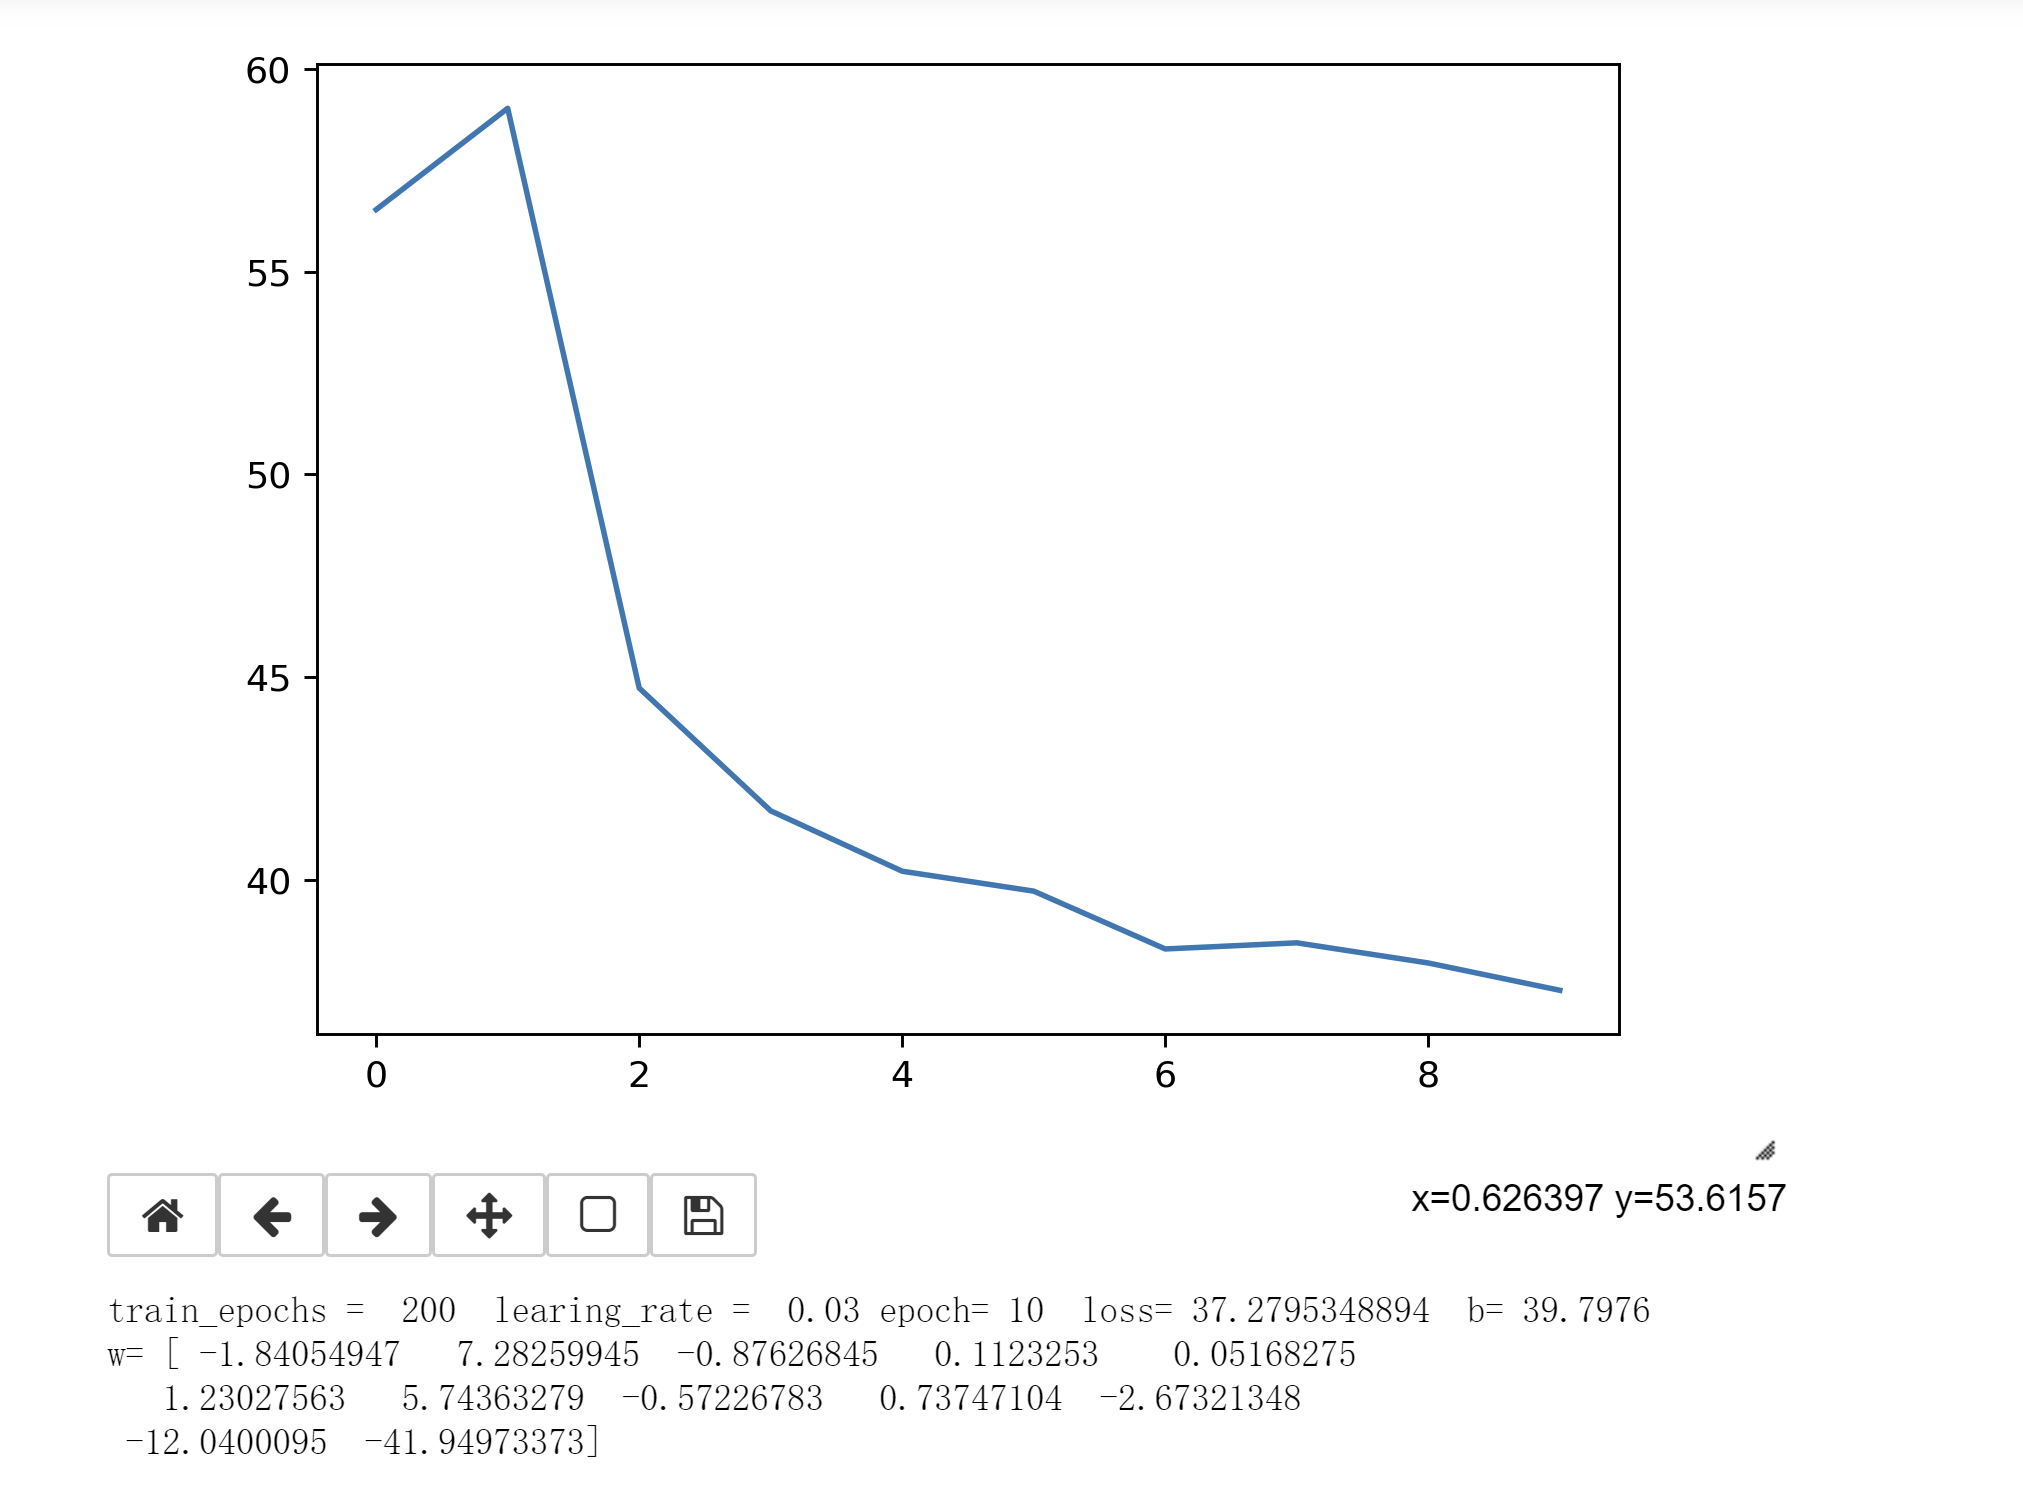 60
55
50
45
40
0 2 4 6 8
x=0.626397 y=53.6157
train_epochs =  200  learing_rate =  0.03 epoch= 10  loss= 37.2795348894  b= 39.7976
w= [ -1.84054947   7.28259945  -0.87626845   0.1123253    0.05168275
   1.23027563   5.74363279  -0.57226783   0.73747104  -2.67321348
 -12.0400095  -41.94973373]